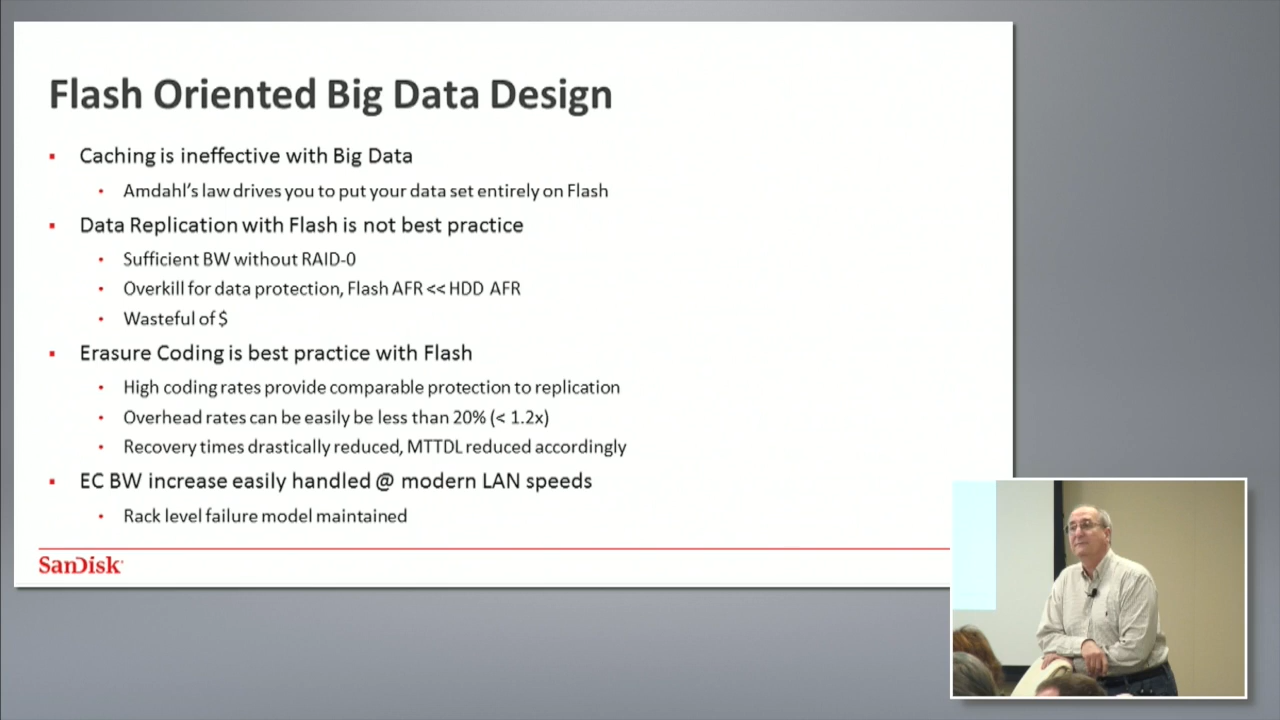 Flash Oriented Big Data Design
▪ Caching is ineffective with Big Data
• Amdahl's law drives you to put your data set entirely on Flash
▪ Data Replication with Flash is not best practice
• Sufficient BW without RAID-0
• Overkill for data protection, Flash AFR << HDD AFR
• Wasteful of $
▪ Erasure Coding is best practice with Flash
• High coding rates provide comparable protection to replication
• Overhead rates can be easily be less than 20% (< 1.2x)
• Recovery times drastically reduced, MTTDL reduced accordingly
▪ EC BW increase easily handled @ modern LAN speeds
• Rack level failure model maintained
SanDisk